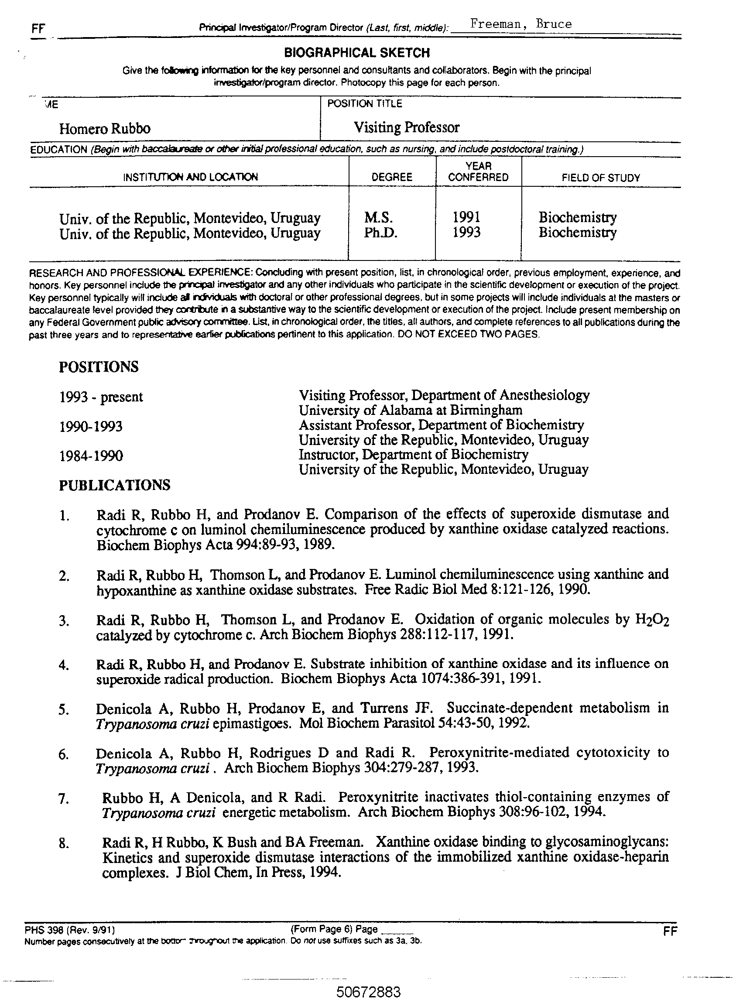 FF Principal Investigator/Program Director (Last, first, middle): Freeman, Bruce
BIOGRAPHICAL SKETCH
Give the following information for the key personnel and consultants and collaborators. Begin with the principal
investigator/program director. Photocopy this page for each person.
ME POSITION TITLE
Homero Rubbo Visiting Professor
EDUCATION (Begin with baccalaureate or other initial professional education, such as nursing, and include postdoctoral training.)
INSTITUTION AND LOCATION DEGREE YEAR CONFERRED FIELD OF STUDY
Univ. of the Republic, Montevideo, Uruguay M.S. 1991 Biochemistry
Univ. of the Republic, Montevideo, Uruguay Ph.D. 1993 Biochemistry
RESEARCH AND PROFESSIONAL EXPERIENCE: Concluding with present position, list, in chronological order, previous employment, experience, and
honors. Key personnel include the principal investigator and any other individuals who participate in the scientific development or execution of the project.
Key personnel typically will include all individuals with doctoral or other professional degrees, but in some projects will include individuals at the masters or
baccalaureate level provided they contribute in a substantive way to the scientific development or execution of the project. Include present membership on
any Federal Government public advisory committee. List, in chronological order, the titles, all authors, and complete references to all publications during the
past three years and to representative earlier publications pertinent to this application. DO NOT EXCEED TWO PAGES.
POSITIONS
1993 - present Visiting Professor, Department of Anesthesiology
University of Alabama at Birmingham
1990-1993 Assistant Professor, Department of Biochemistry
University of the Republic, Montevideo, Uruguay
1984-1990 Instructor, Department of Biochemistry
University of the Republic, Montevideo, Uruguay
PUBLICATIONS
1. Radi R, Rubbo H, and Prodanov E. Comparison of the effects of superoxide dismutase and
cytochrome c on luminol chemiluminescence produced by xanthine oxidase catalyzed reactions.
Biochem Biophys Acta 994:89-93, 1989.
2. Radi R, Rubbo H, Thomson L, and Prodanov E. Luminol chemiluminescence using xanthine and
hypoxanthine as xanthine oxidase substrates. Free Radic Biol Med 8:121-126, 1990.
3. Radi R, Rubbo H, Thomson L, and Prodanov E. Oxidation of organic molecules by H2O2
catalyzed by cytochrome c. Arch Biochem Biophys 288:112-117, 1991.
4. Radi R, Rubbo H, and Prodanov E. Substrate inhibition of xanthine oxidase and its influence on
superoxide radical production. Biochem Biophys Acta 1074:386-391, 1991.
5. Denicola A, Rubbo H, Prodanov E, and Turrens JF. Succinate-dependent metabolism in
Trypanosoma cruzi epimastigoes. Mol Biochem Parasitol 54:43-50, 1992.
6. Denicola A, Rubbo H, Rodrigues D and Radi R. Peroxynitrite-mediated cytotoxicity to
Trypanosoma cruzi . Arch Biochem Biophys 304:279-287, 1993.
7. Rubbo H, A Denicola, and R Radi. Peroxynitrite inactivates thiol-containing enzymes of
Trypanosoma cruzi energetic metabolism. Arch Biochem Biophys 308:96-102, 1994.
8. Radi R, H Rubbo, K Bush and BA Freeman. Xanthine oxidase binding to glycosaminoglycans:
Kinetics and superoxide dismutase interactions of the immobilized xanthine oxidase-heparin
complexes. J Biol Chem, In Press, 1994.
PHS 398 (Rev. 9/91) (Form Page 6) Page ______ FF
Number pages consecutively at the bottom throughout the application. Do not use suffixes such as 3a, 3b.
50672883